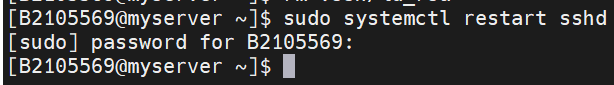 [B2105569@myserver ~]$ sudo systemctl restart sshd
[sudo] password for B2105569:
[B2105569@myserver ~]$